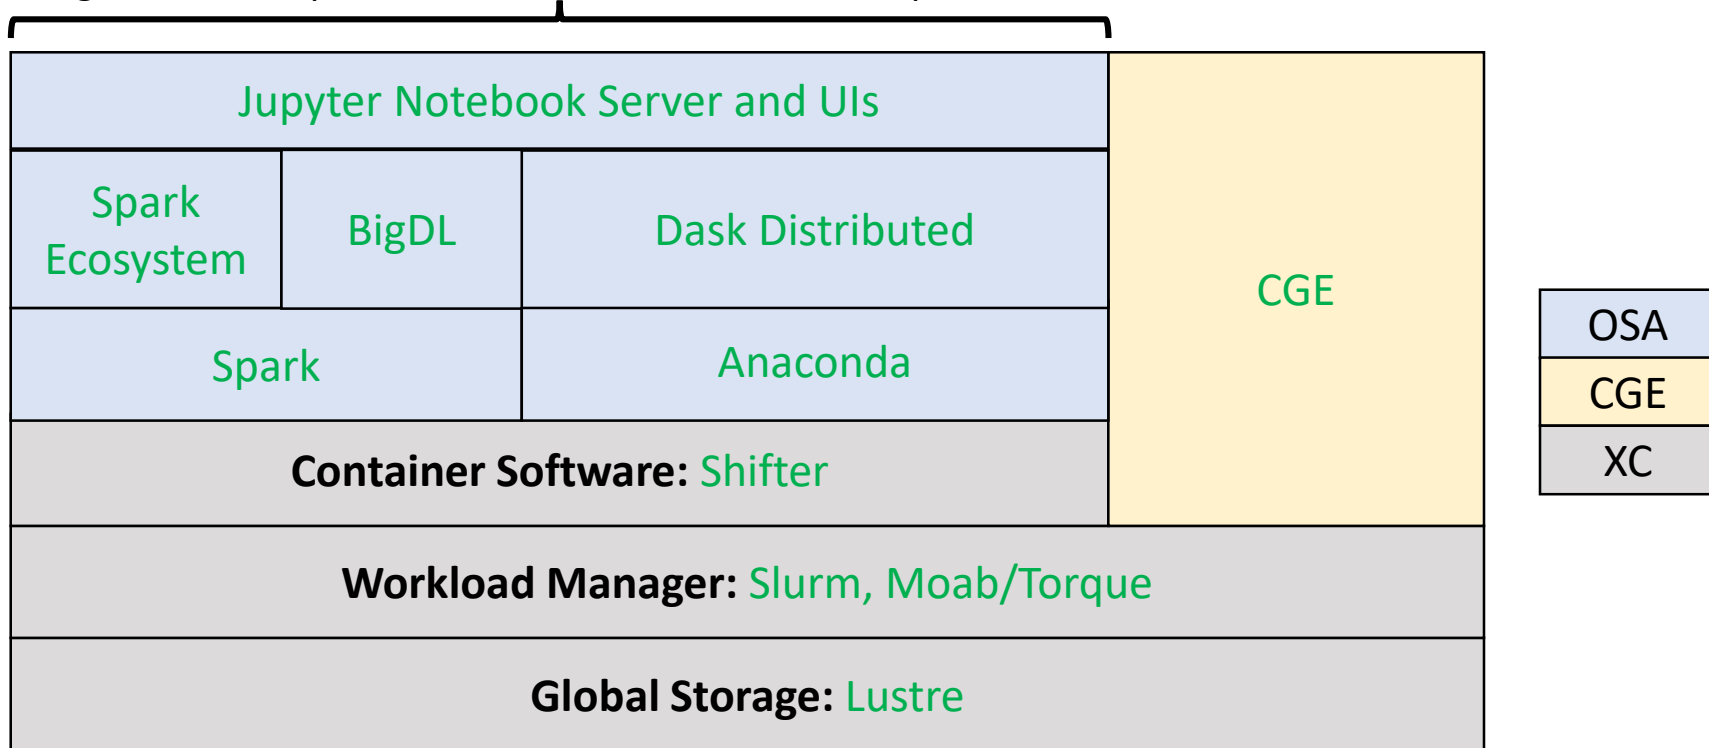 Jupyter Notebook Server and UIs
Spark
Ecosystem
BigDL
Dask Distributed
CGE
Spark
Anaconda
Container Software: Shifter
Workload Manager: Slurm, Moab/Torque
Global Storage: Lustre
OSA
CGE
XC